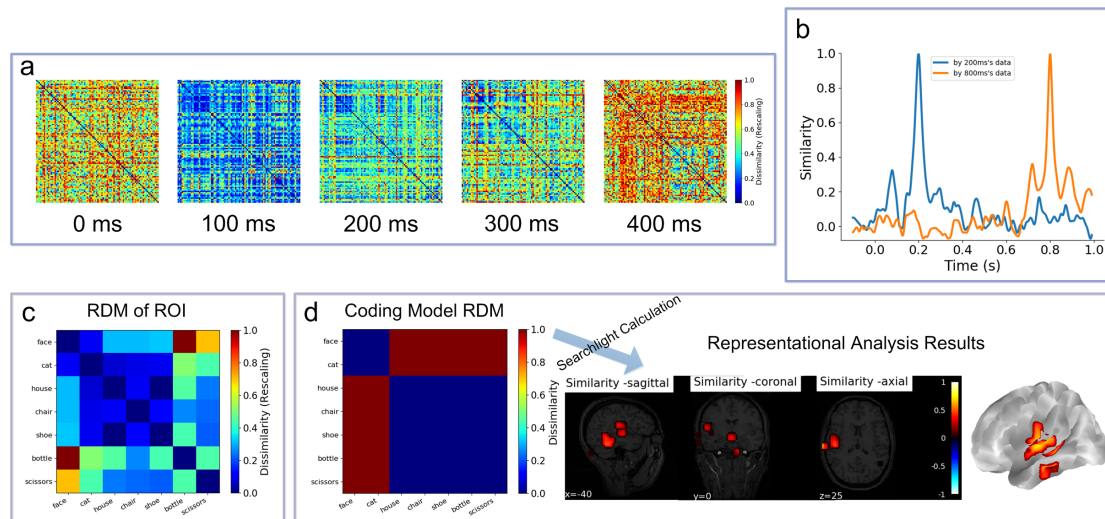 a
0 ms
100 ms
200 ms
300 ms
400 ms
1.0
0.8
0.6
0.4
0.2
0.0
Dissimilarity (Rescaling)
b
by 200ms's data
by 800ms's data
1.0
0.8
0.6
0.4
0.2
0.0
Similarity
0.0 0.2 0.4 0.6 0.8 1.0
Time (s)
c
RDM of ROI
face
cat
house
chair
shoe
bottle
scissors
face cat house chair shoe bottle scissors
1.0
0.8
0.6
0.4
0.2
0.0
Dissimilarity (Rescaling)
d
Coding Model RDM
face
cat
house
chair
shoe
bottle
scissors
face cat house chair shoe bottle scissors
1.0
0.8
0.6
0.4
0.2
0.0
Dissimilarity
Searchlight Calculation
Representational Analysis Results
Similarity -sagittal
Similarity -coronal
Similarity -axial
x=-40
y=0
z=25
1
0.5
0
-0.5
-1